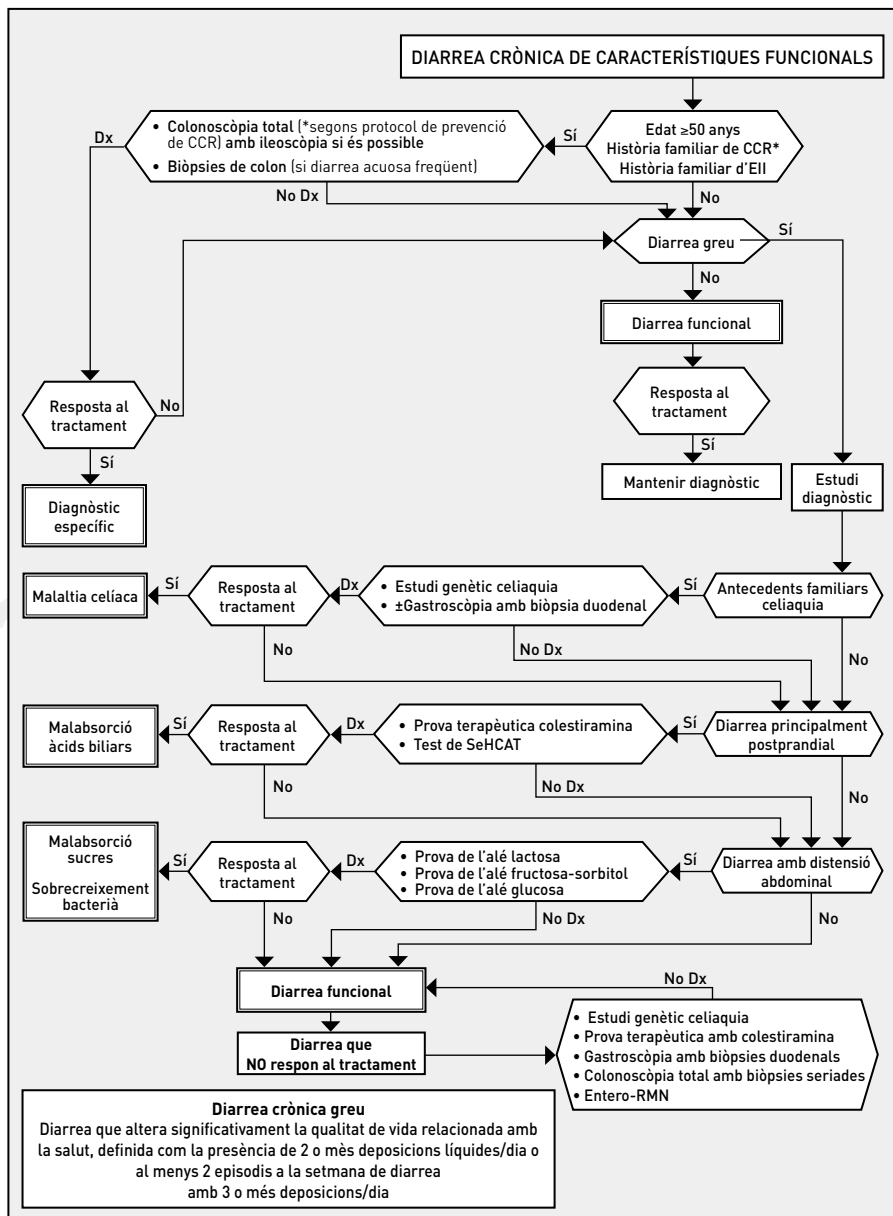 DIARREA CRÒNICA DE CARACTERÍSTIQUES FUNCIONALS
Dx
• Colonoscòpia total (*segons protocol de prevenció
de CCR) amb ileoscòpia si és possible
• Biòpsies de colon (si diarrea acuosa freqüent)
Sí
Edat ≥50 anys
Història familiar de CCR*
Història familiar d'EII
No Dx
No
Diarrea greu
Sí
No
Diarrea funcional
Resposta al
tractament
No
Resposta al
tractament
Sí
Sí
Diagnòstic
específic
Mantenir diagnòstic
Estudi
diagnòstic
Malaltia celíaca
Sí
Resposta al
tractament
Dx
• Estudi genètic celiaquia
• ±Gastroscòpia amb biòpsia duodenal
Sí
Antecedents familiars
celiaquia
No
No Dx
No
Malabsorció
àcids biliars
Sí
Resposta al
tractament
Dx
• Prova terapèutica colestiramina
• Test de SeHCAT
Sí
Diarrea principalment
postprandial
No
No Dx
No
Malabsorció
sucres
Sobrecreixement
bacterià
Sí
Resposta al
tractament
Dx
• Prova de l'alé lactosa
• Prova de l'alé fructosa-sorbitol
• Prova de l'alé glucosa
Sí
Diarrea amb distensió
abdominal
No
No Dx
No
Diarrea funcional
No Dx
Diarrea que
NO respon al tractament
• Estudi genètic celiaquia
• Prova terapèutica amb colestiramina
• Gastroscòpia amb biòpsies duodenals
• Colonoscòpia total amb biòpsies seriades
• Entero-RMN
Diarrea crònica greu
Diarrea que altera significativament la qualitat de vida relacionada amb
la salut, definida com la presència de 2 o mès deposicions líquides/dia o
al menys 2 episodis a la setmana de diarrea
amb 3 o més deposicions/dia